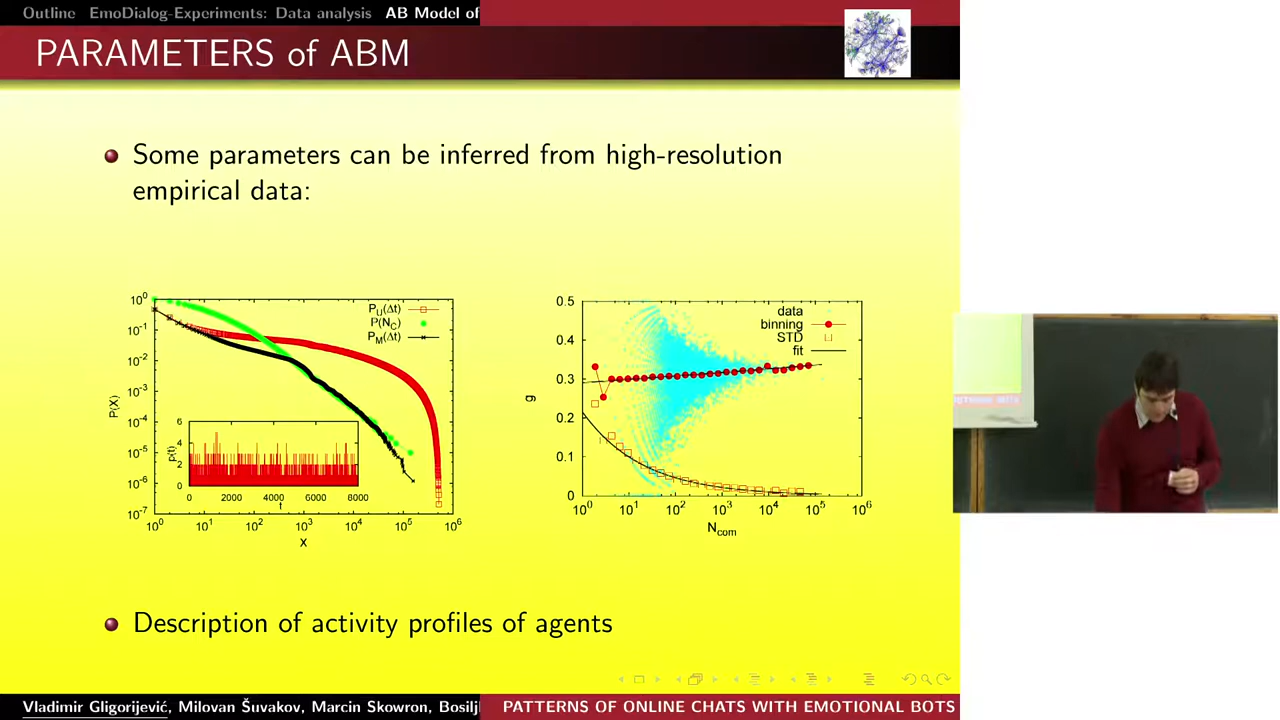 Outline EmoDialog-Experiments: Data analysis AB Model of
PARAMETERS of ABM
Some parameters can be inferred from high-resolution
empirical data:
10^0
10^-1
10^-2
10^-3
10^-4
10^-5
10^-6
10^-7
P(X)
P_U(Δt)
P(N_C)
P_M(Δt)
6
4
2
0
p(t)
0 2000 4000 6000 8000
t
10^0 10^1 10^2 10^3 10^4 10^5 10^6
X
0.5
0.4
0.3
0.2
0.1
0
g
data
binning
STD
fit
10^0 10^1 10^2 10^3 10^4 10^5 10^6
N_com
Description of activity profiles of agents
Vladimir Gligorijević, Milovan Šuvakov, Marcin Skowron, Bosilj
PATTERNS OF ONLINE CHATS WITH EMOTIONAL BOTS